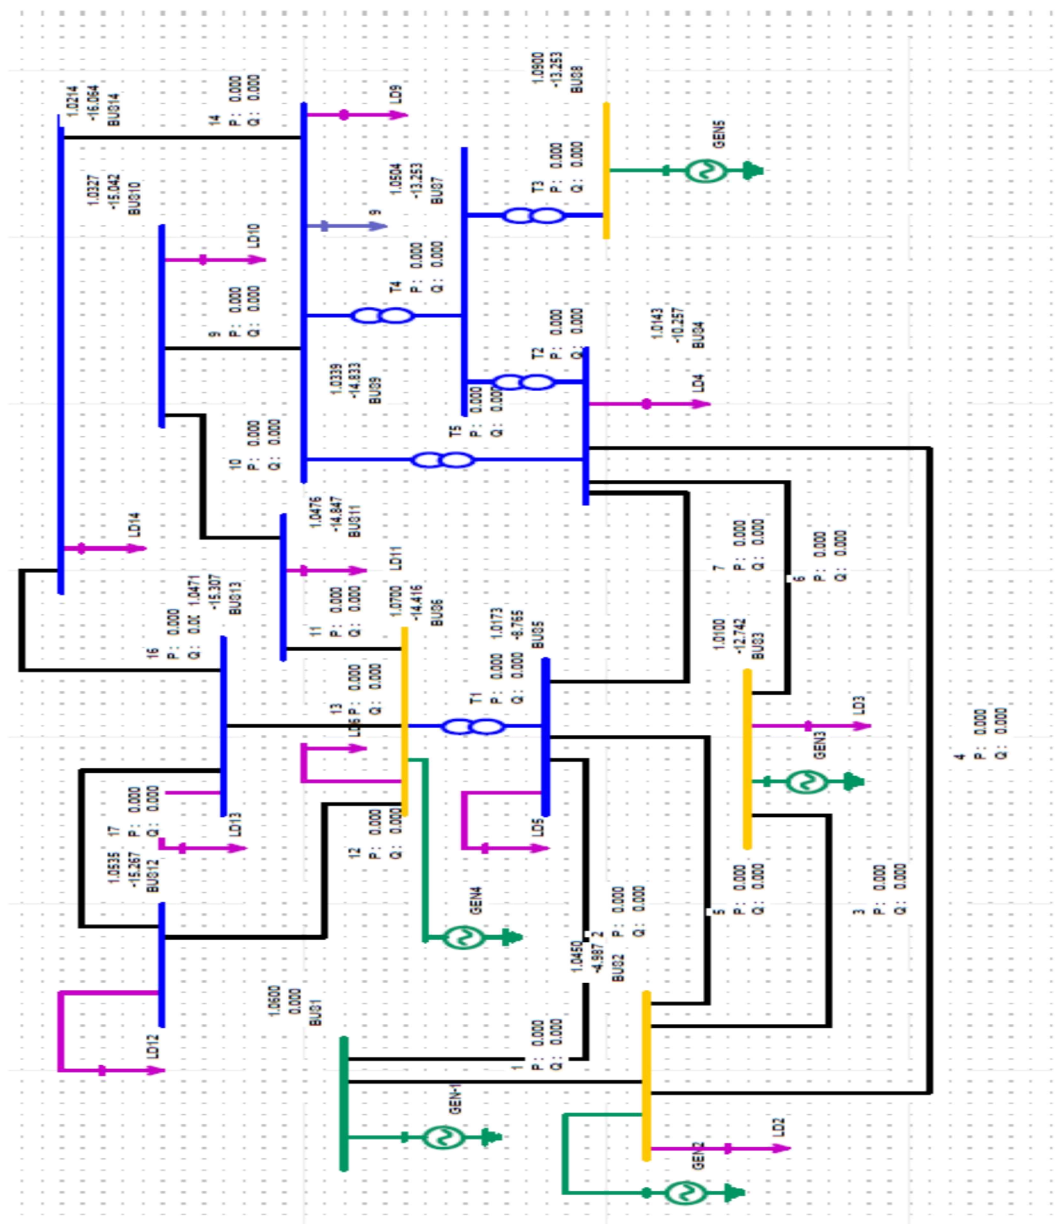 1.0214
-16.064
BUS14
14
P: 0.000
Q: 0.000
LD9
1.0900
-13.253
BUS8
GEN5
1.0327
-15.042
BUS10
LD10
9
1.0504
-13.253
BUS7
T3
P: 0.000
Q: 0.000
9
P: 0.000
Q: 0.000
T4
P: 0.000
Q: 0.000
T2
P: 0.000
Q: 0.000
1.0143
-10.257
BUS4
LD4
1.0339
-14.833
BUS9
10
P: 0.000
Q: 0.000
T5
P: 0.000
Q: 0.000
LD14
1.0476
-14.847
BUS11
LD11
7
P: 0.000
Q: 0.000
6
P: 0.000
Q: 0.000
16
P: 0.000
Q: 0.00
1.0471
-15.307
BUS13
11
P: 0.000
Q: 0.000
1.0700
-14.416
BUS6
1.0173
-8.765
BUS5
T1
P: 0.000
Q: 0.000
1.0100
-12.742
BUS3
LD3
GEN3
13
P: 0.000
Q: 0.000
LD6
4
P: 0.000
Q: 0.000
17
P: 0.000
Q: 0.000
LD13
1.0535
-15.267
BUS12
12
P: 0.000
Q: 0.000
LD5
GEN4
2
P: 0.000
Q: 0.000
5
P: 0.000
Q: 0.000
3
P: 0.000
Q: 0.000
1.0450
-4.987
BUS2
1.0600
0.000
BUS1
LD12
1
P: 0.000
Q: 0.000
GEN-1
GEN2
LD2